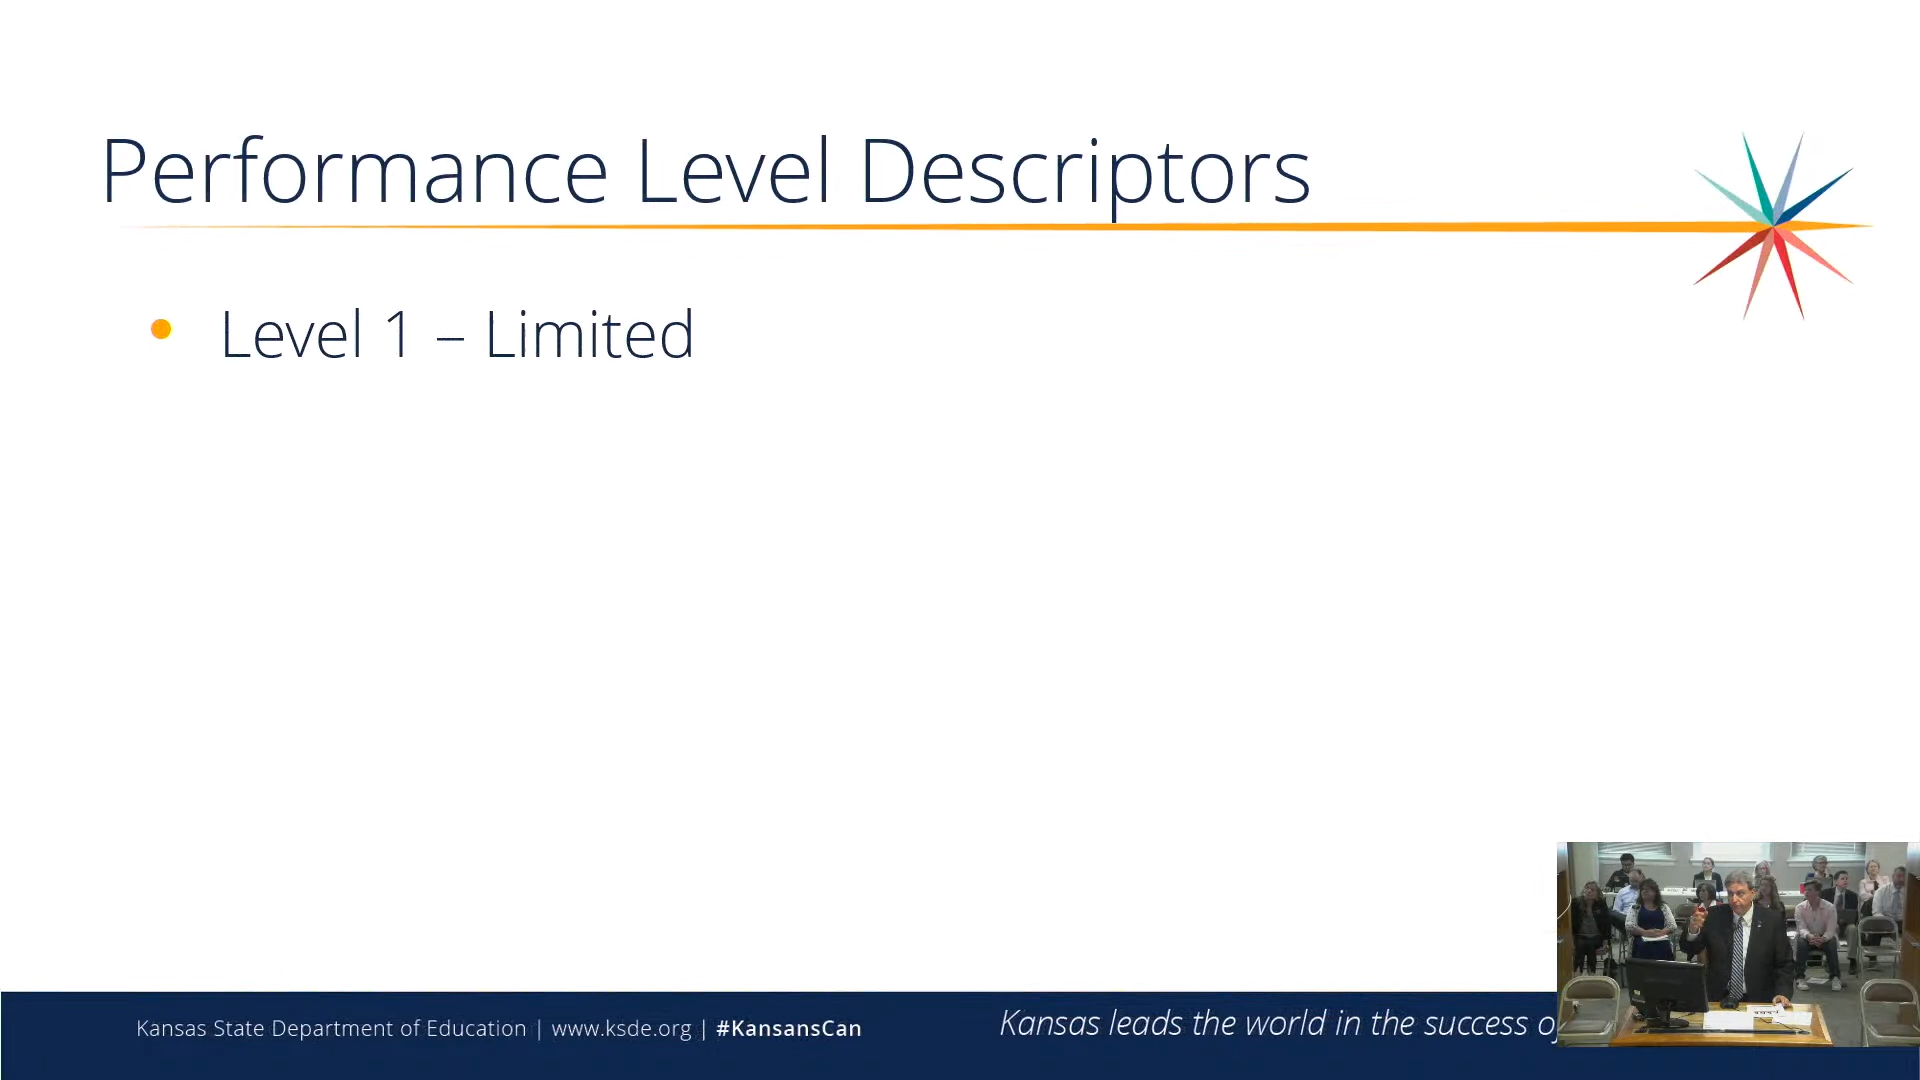 Performance Level Descriptors
Level 1 – Limited
Kansas State Department of Education | www.ksde.org | #KansansCan
Kansas leads the world in the success